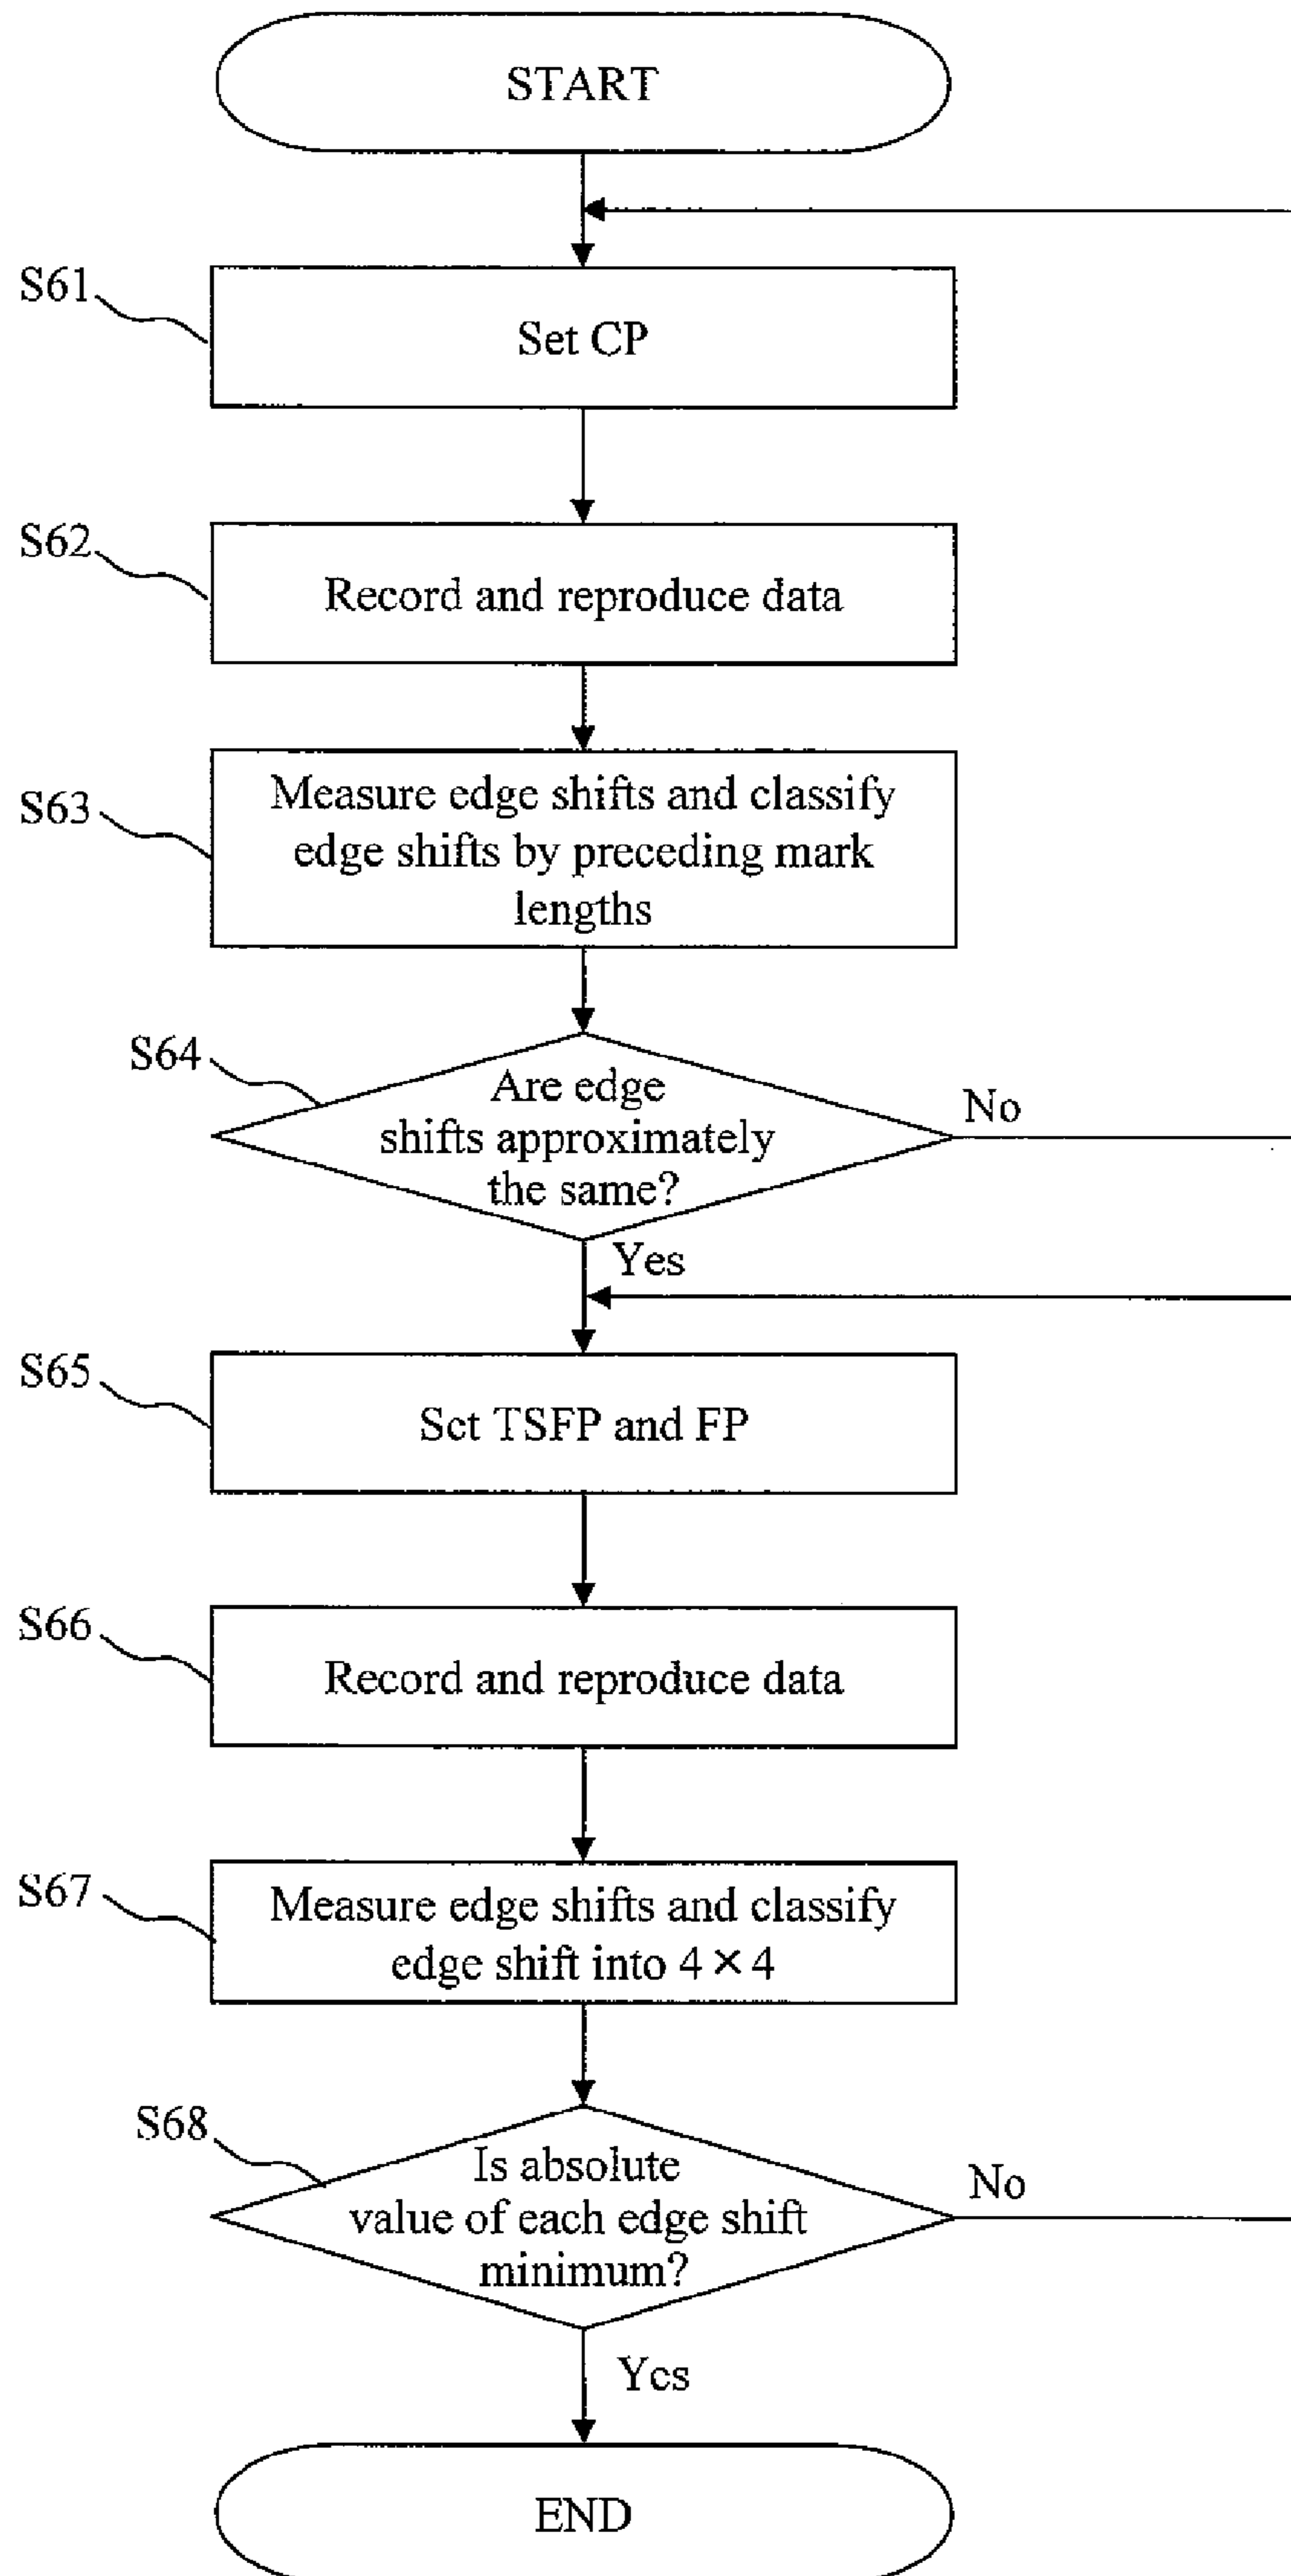 START
S61
Set CP
S62
Record and reproduce data
S63
Measure edge shifts and classify
edge shifts by preceding mark
lengths
S64
Are edge
shifts approximately
the same?
No
Yes
S65
Set TSFP and FP
S66
Record and reproduce data
S67
Measure edge shifts and classify
edge shift into 4 × 4
S68
Is absolute
value of each edge shift
minimum?
No
Yes
END